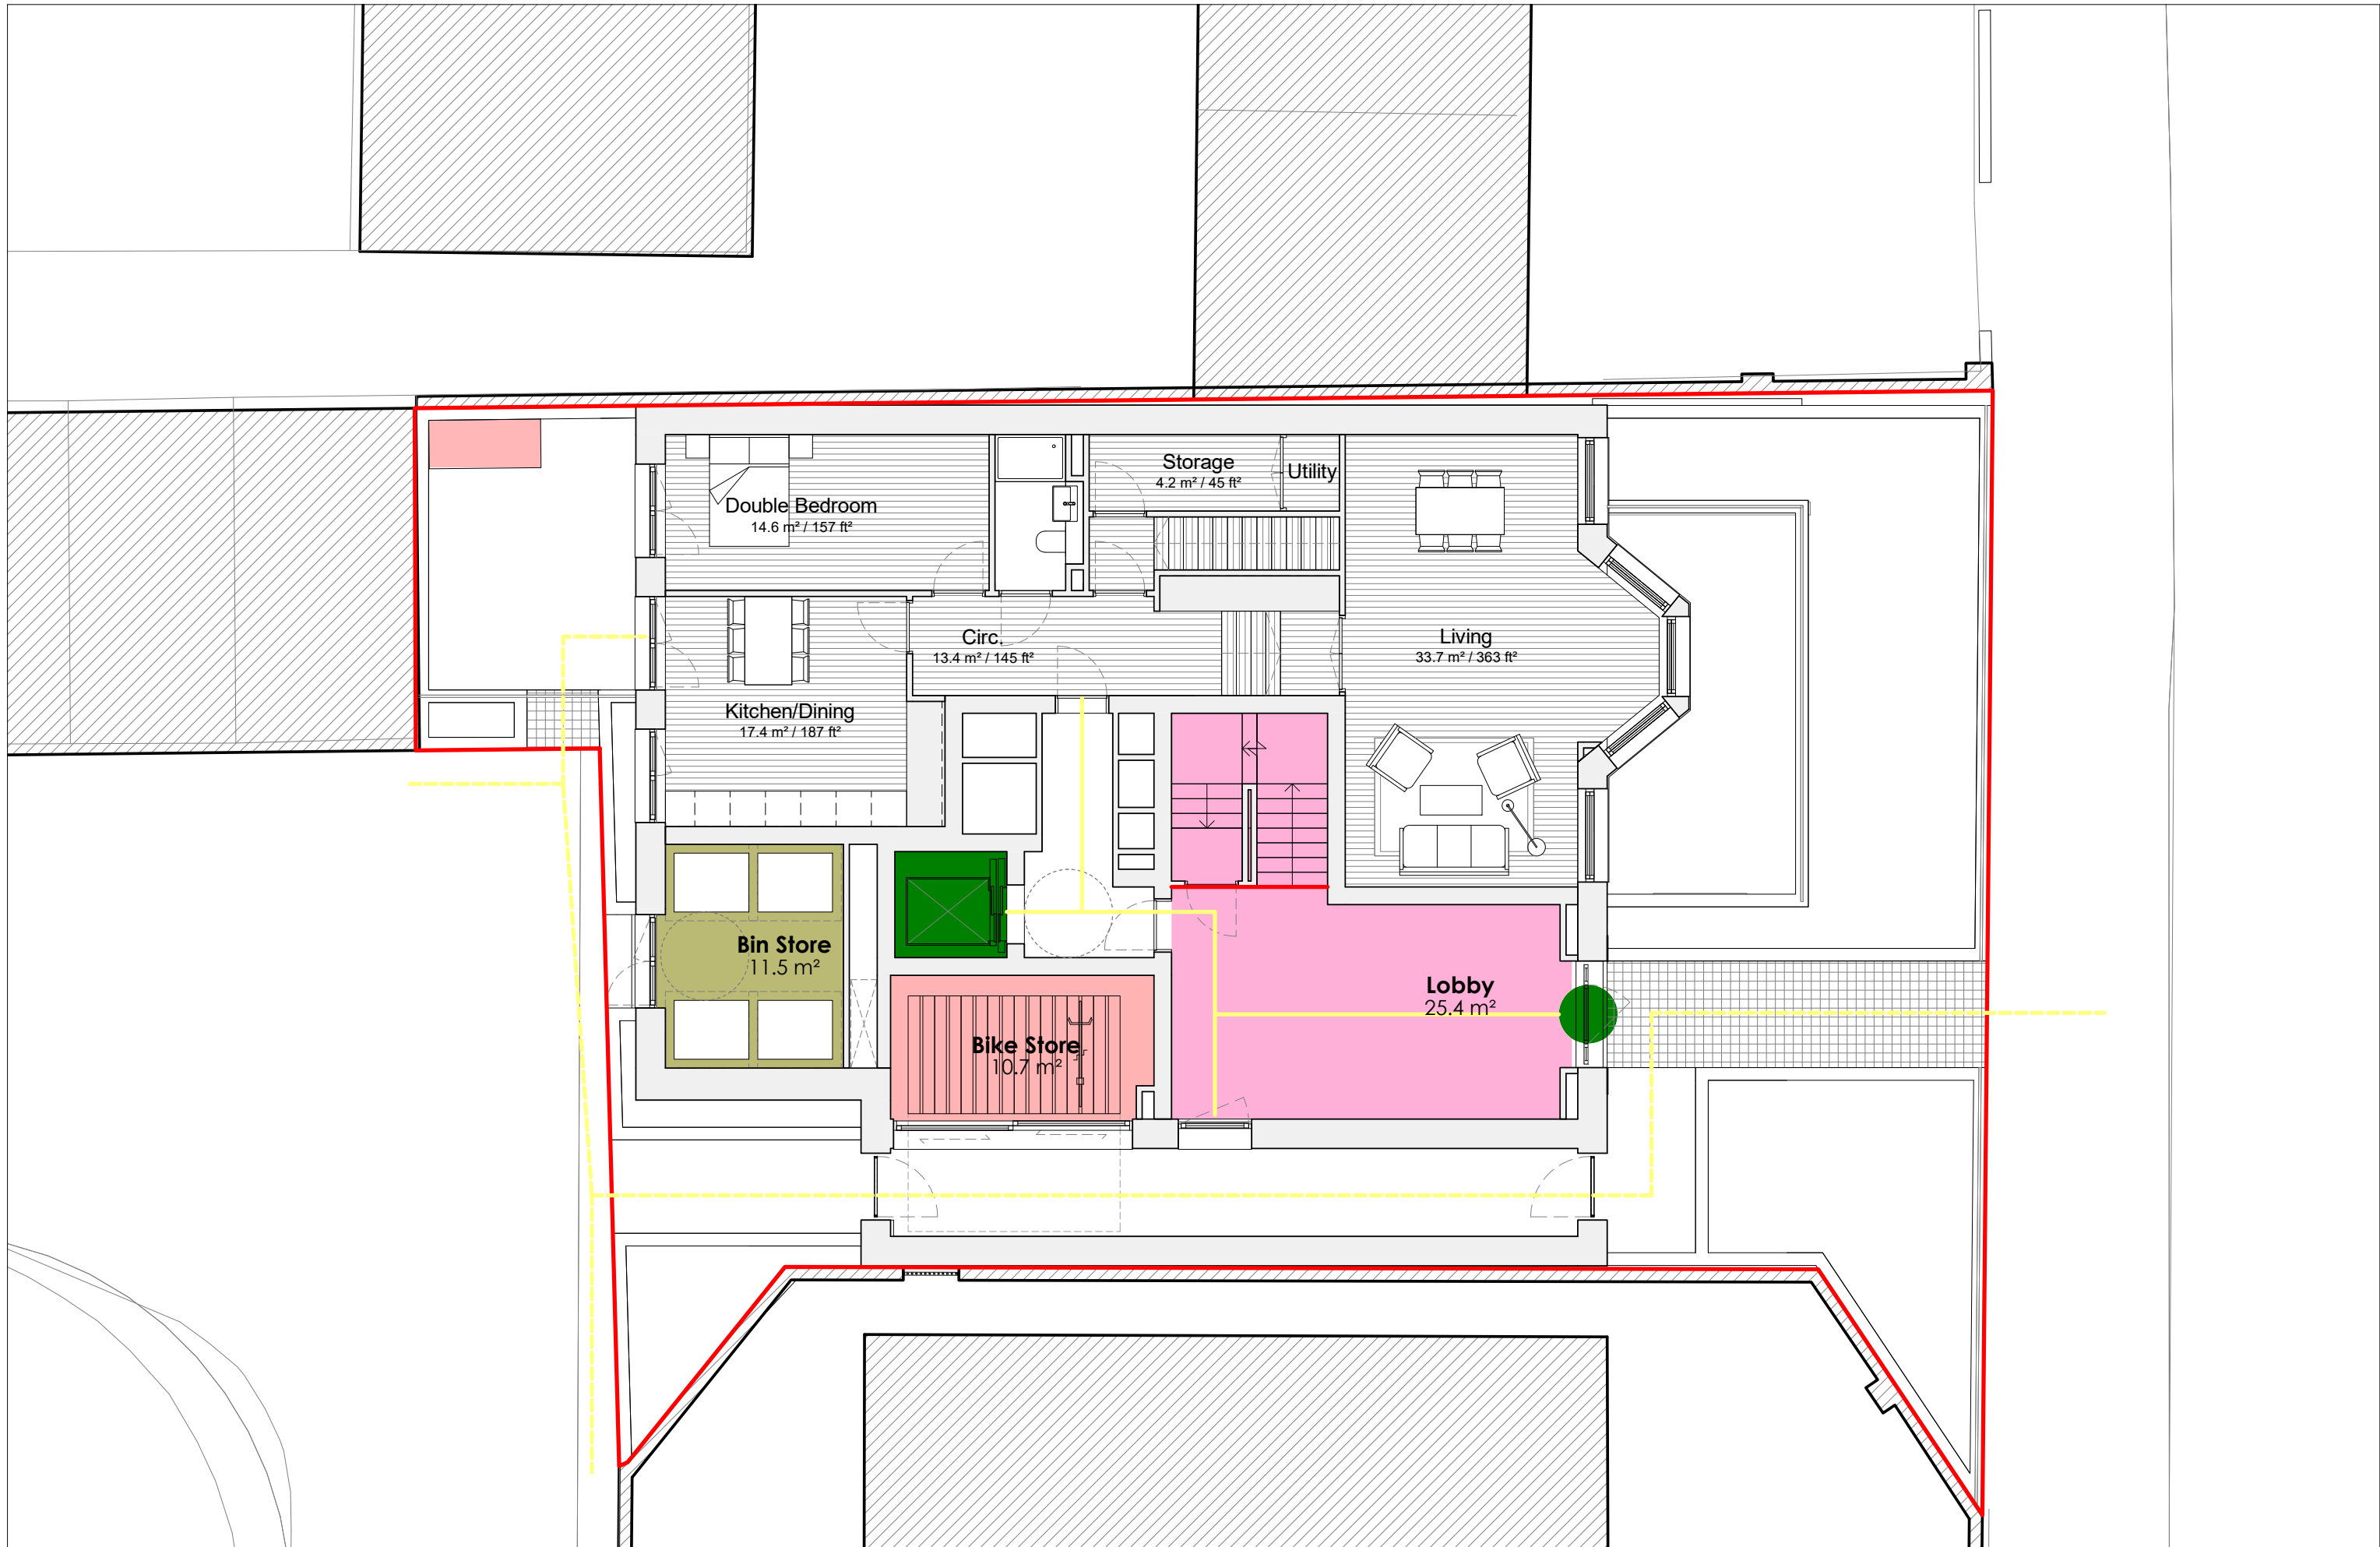 Storage
4.2 m² / 45 ft²
Utility
Double Bedroom
14.6 m² / 157 ft²
Circ.
13.4 m² / 145 ft²
Living
33.7 m² / 363 ft²
Kitchen/Dining
17.4 m² / 187 ft²
Bin Store
11.5 m²
Lobby
25.4 m²
Bike Store
10.7 m²